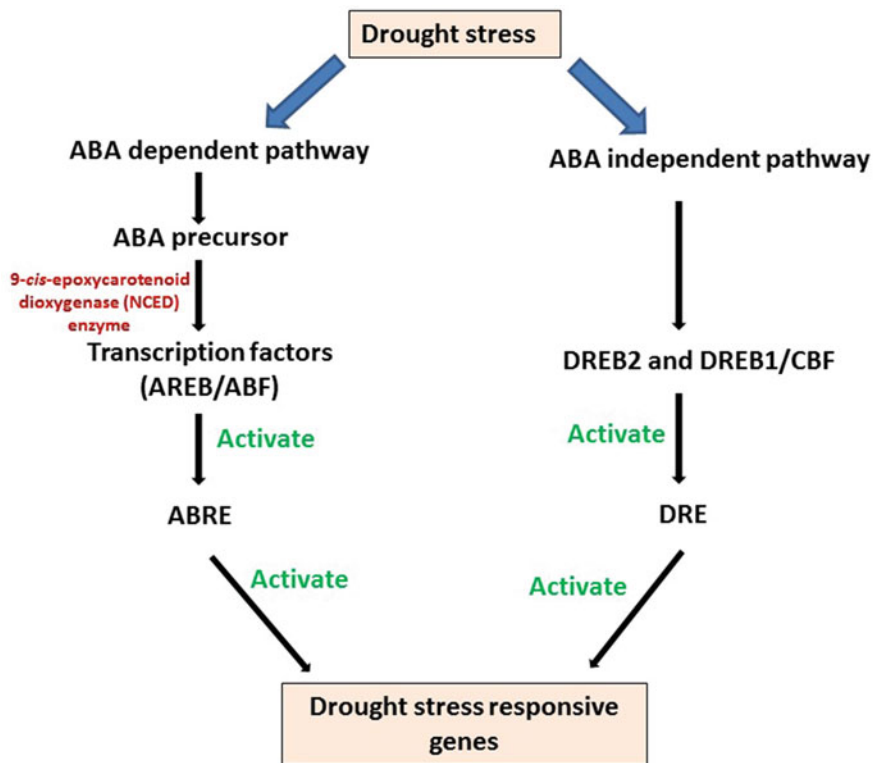 Drought stress
ABA dependent pathway
ABA independent pathway
ABA precursor
9-cis-epoxycarotenoid
dioxygenase (NCED)
enzyme
Transcription factors
(AREB/ABF)
DREB2 and DREB1/CBF
Activate
Activate
ABRE
DRE
Activate
Activate
Drought stress responsive
genes